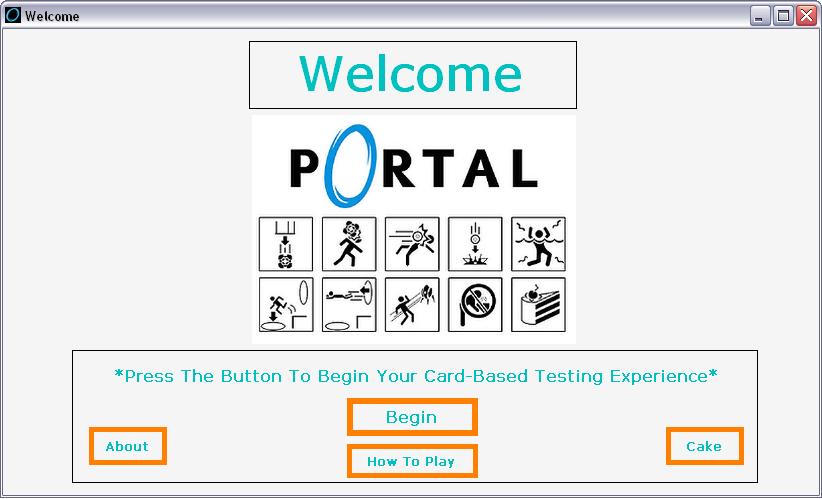 Welcome
Welcome
PORTAL
*Press The Button To Begin Your Card-Based Testing Experience*
Begin
About
How To Play
Cake